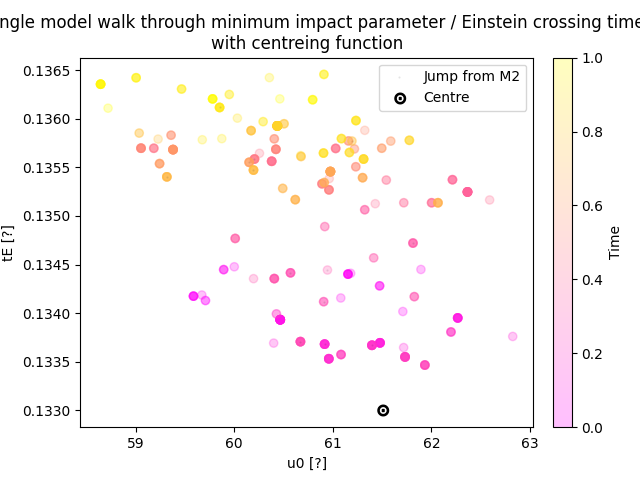 ngle model walk through minimum impact parameter / Einstein crossing time
with centreing function
0.1365
0.1360
0.1355
0.1350
0.1345
0.1340
0.1335
0.1330
tE [?]
Jump from M2
Centre
59
60
61
62
63
u0 [?]
1.0
0.8
0.6
0.4
0.2
0.0
Time